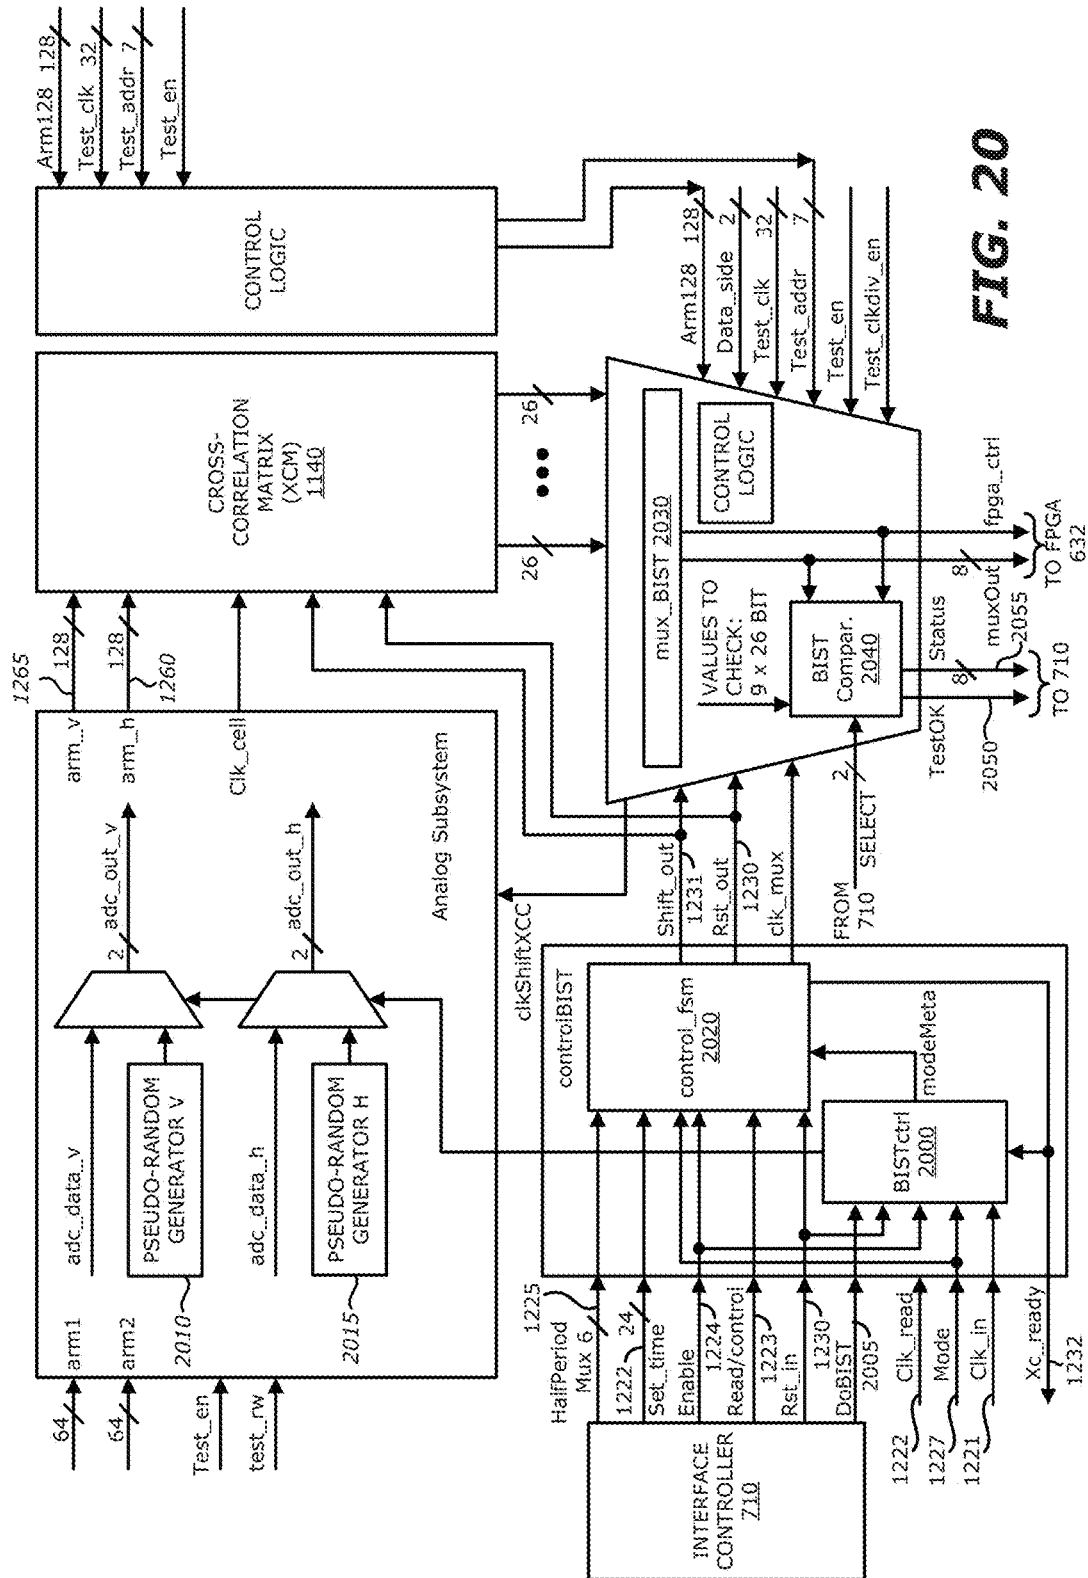 arm1
64
arm2
64
Test_en
test_rw
adc_data_v
PSEUDO-RANDOM
GENERATOR V
2010
adc_data_h
PSEUDO-RANDOM
GENERATOR H
2015
2
adc_out_v
2
adc_out_h
Analog Subsystem
arm_v
arm_h
Clk_cell
1265
128
128
1260
CROSS-
CORRELATION
MATRIX
(XCM)
1140
CONTROL
LOGIC
Arm128 128
Test_clk 32
Test_addr 7
Test_en
26
26
clkShiftXCC
INTERFACE
CONTROLLER
710
HalfPeriod
Mux 6
1225
1222
24
Set_time
Enable
1224
Read/control
1223
Rst_in
1230
DoBIST
2005
1222
Clk_read
1227
Mode
1221
Clk_in
Xc_ready
1232
controlBIST
control_fsm
2020
BISTctrl
2000
modeMeta
Shift_out
1231
Rst_out
1230
clk_mux
FROM
710
SELECT
2
mux_BIST 2030
VALUES TO
CHECK:
9 x 26 BIT
BIST
Compar.
2040
CONTROL
LOGIC
Arm128 128
Data_side 2
Test_clk 32
Test_addr 7
Test_en
Test_clkdiv_en
TestOK
2050
Status
8
2055
TO 710
muxOut
8
fpga_ctrl
TO FPGA
632
FIG. 20